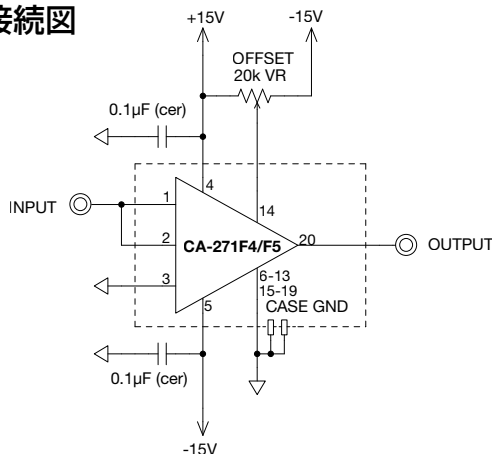 接続図
+15V
-15V
OFFSET
20k VR
0.1µF (cer)
4
14
INPUT
1
2
3
CA-271F4/F5
20
OUTPUT
6-13
15-19
5
CASE GND
0.1µF (cer)
-15V